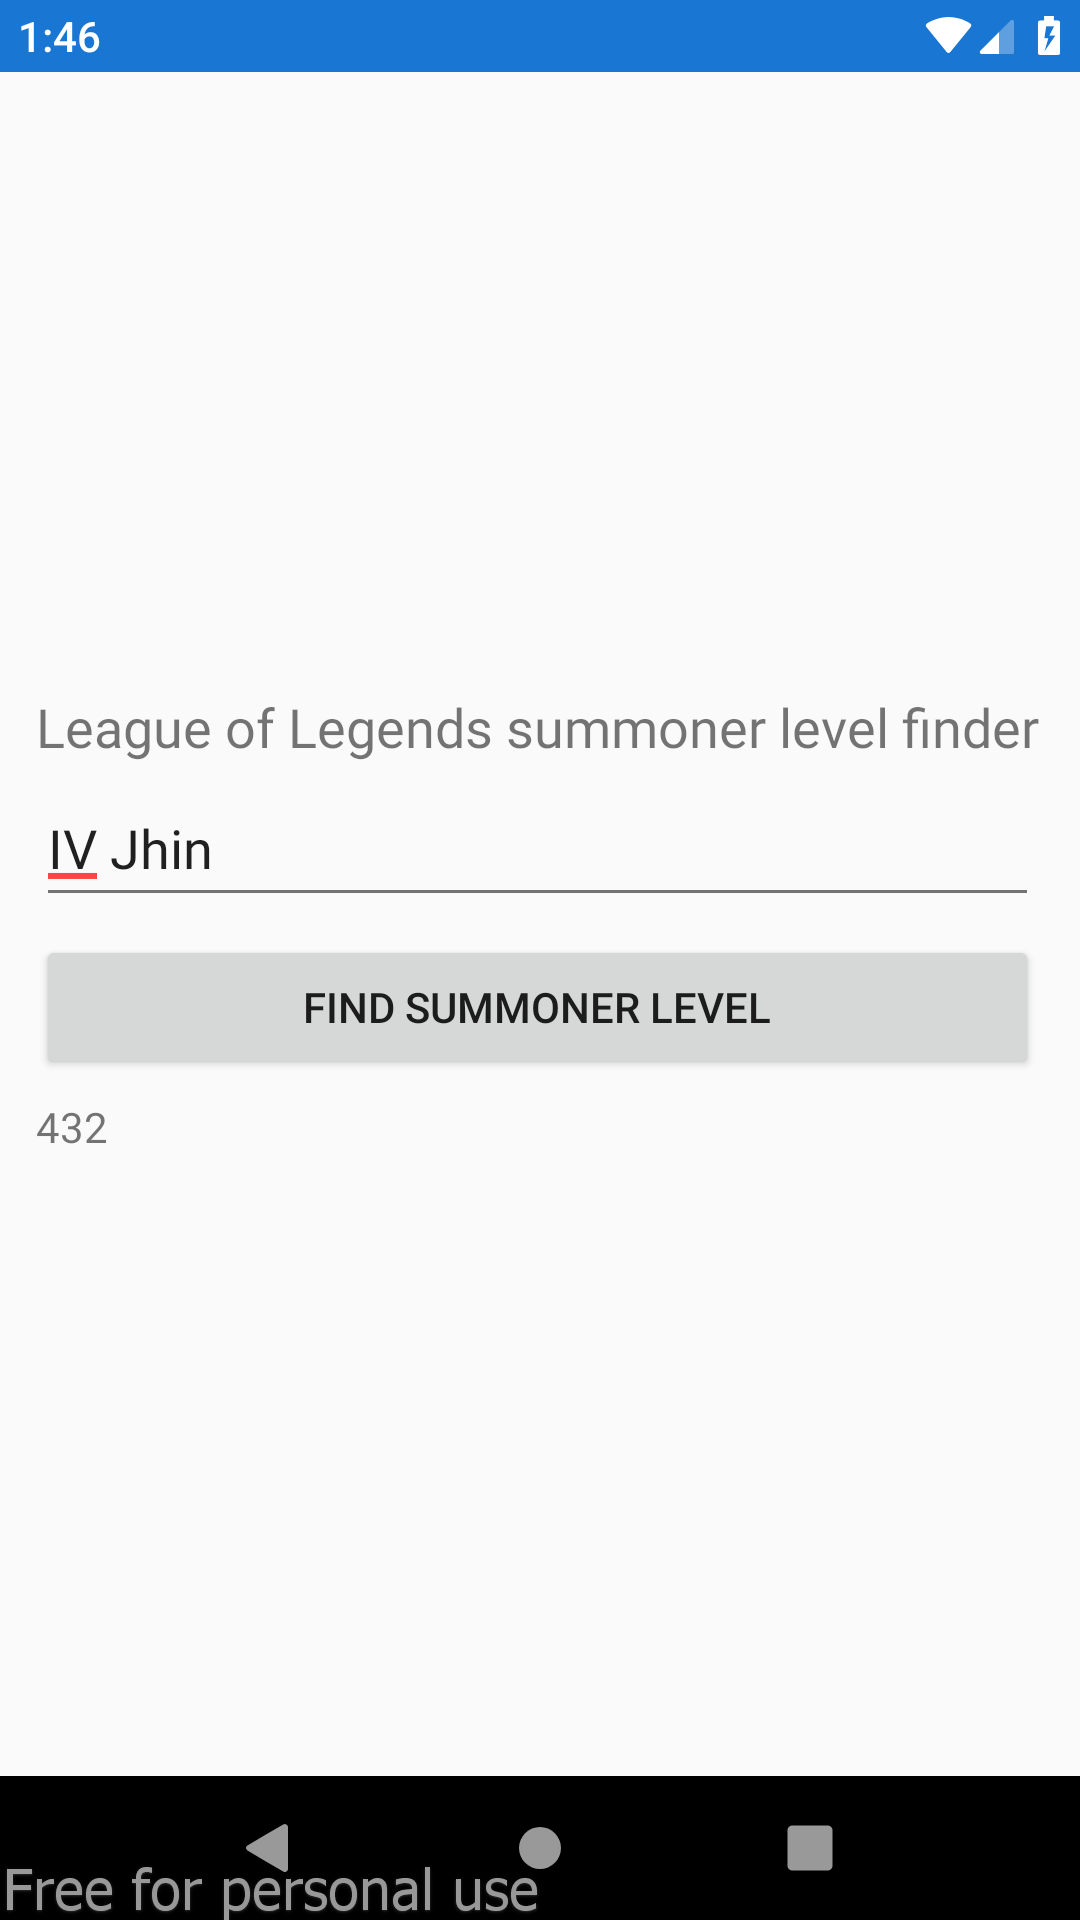 1:46
League of Legends summoner level finder
IV Jhin
FIND SUMMONER LEVEL
432
Free for personal use